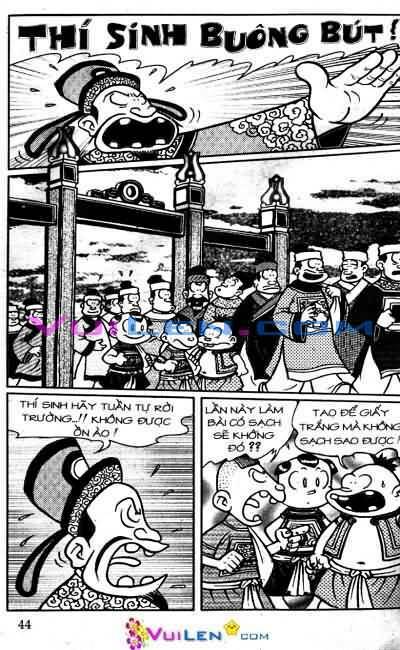 THÍ SINH BUÔNG BÚT!
VUILEN.COM
THÍ SINH HÃY TUẦN TỰ RỜI
TRƯỜNG..!! KHÔNG ĐƯỢC
ỒN ÀO!
LẦN NÀY LÀM
BÀI CÓ SẠCH
SẼ KHÔNG
ĐÓ ??
TAO ĐỂ GIẤY
TRẮNG MÀ KHÔNG
SẠCH SAO ĐƯỢC!
44
VUILEN.COM